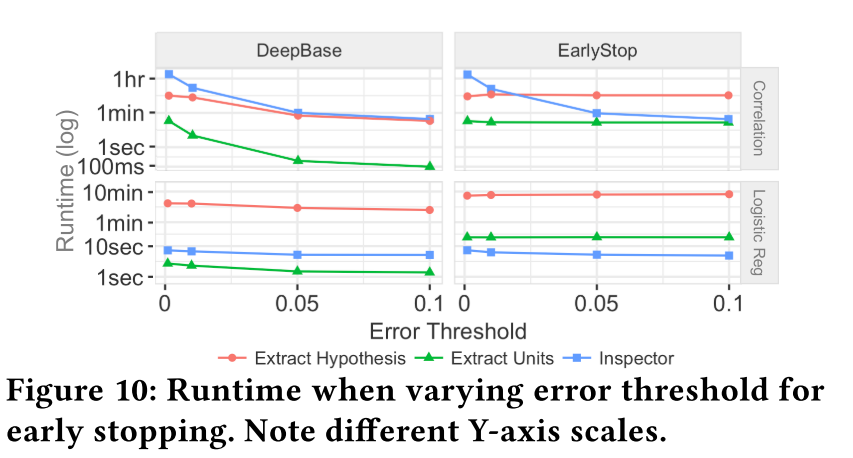 DeepBase
EarlyStop
Runtime (log)
1hr
1min
1sec
100ms
Correlation
10min
1min
10sec
1sec
Logistic Reg
0 0.05 0.1 0 0.05 0.1
Error Threshold
Extract Hypothesis Extract Units Inspector
Figure 10: Runtime when varying error threshold for
early stopping. Note different Y-axis scales.